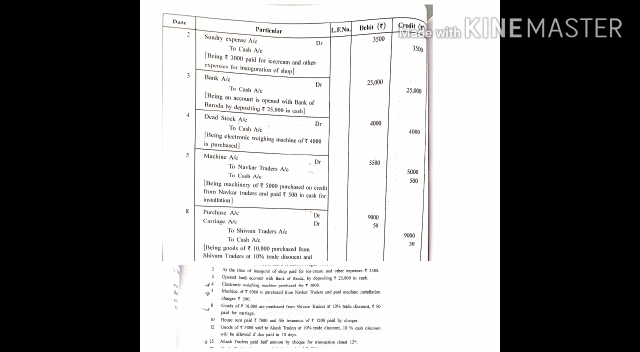 Made with KINEMASTER
Date Particular L.F.No. Debit (₹) Credit (₹)
2 Sundry expense A/c Dr 3500
To Cash A/c 3500
[Being ₹ 3000 paid for icecream and other
expenses for inauguration of shop]
3 Bank A/c Dr 25,000
To Cash A/c 25,000
[Being an account is opened with Bank of
Baroda by depositing ₹ 25,000 in cash]
4 Dead Stock A/c Dr 4000
To Cash A/c 4000
[Being electronic weighing machine of ₹ 4000
is purchased]
5 Machine A/c Dr 5500
To Navkar Traders A/c 5000
To Cash A/c 500
[Being machinery of ₹ 5000 purchased on credit
from Navkar traders and paid ₹ 500 in cash for
installation]
8 Purchase A/c Dr 9000
Carriage A/c Dr 50
To Shivam Traders A/c 9000
To Cash A/c 50
[Being goods of ₹ 10,000 purchased from
Shivam Traders at 10% trade discount and
2 At the time of inaugural of shop paid for ice-cream and other expenses ₹ 3500.
3 Opened bank account with Bank of Baroda, by depositing ₹ 25,000 in cash.
4 Electronic weighing machine purchased for ₹ 4000.
5 Machine of ₹ 5000 is purchased from Navkar Traders and paid machine installation
charges ₹ 500.
8 Goods of ₹ 10,000 are purchased from Shivam Traders at 10% trade discount, ₹ 50
paid for carriage.
10 House rent paid ₹ 7000 and life insurance of ₹ 1200 paid by cheque.
12 Goods of ₹ 5000 sold to Akash Traders at 10% trade discount, 10 % cash discount
will be allowed if due paid in 10 days.
15 Akash Traders paid half amount by cheque for transaction dated 12th.